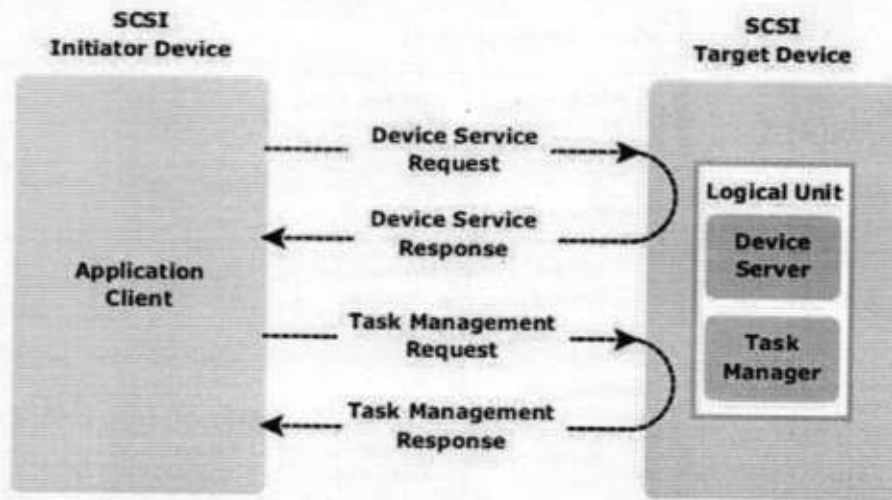 SCSI
Initiator Device
SCSI
Target Device
Device Service
Request
Device Service
Response
Application
Client
Task Management
Request
Task Management
Response
Logical Unit
Device
Server
Task
Manager